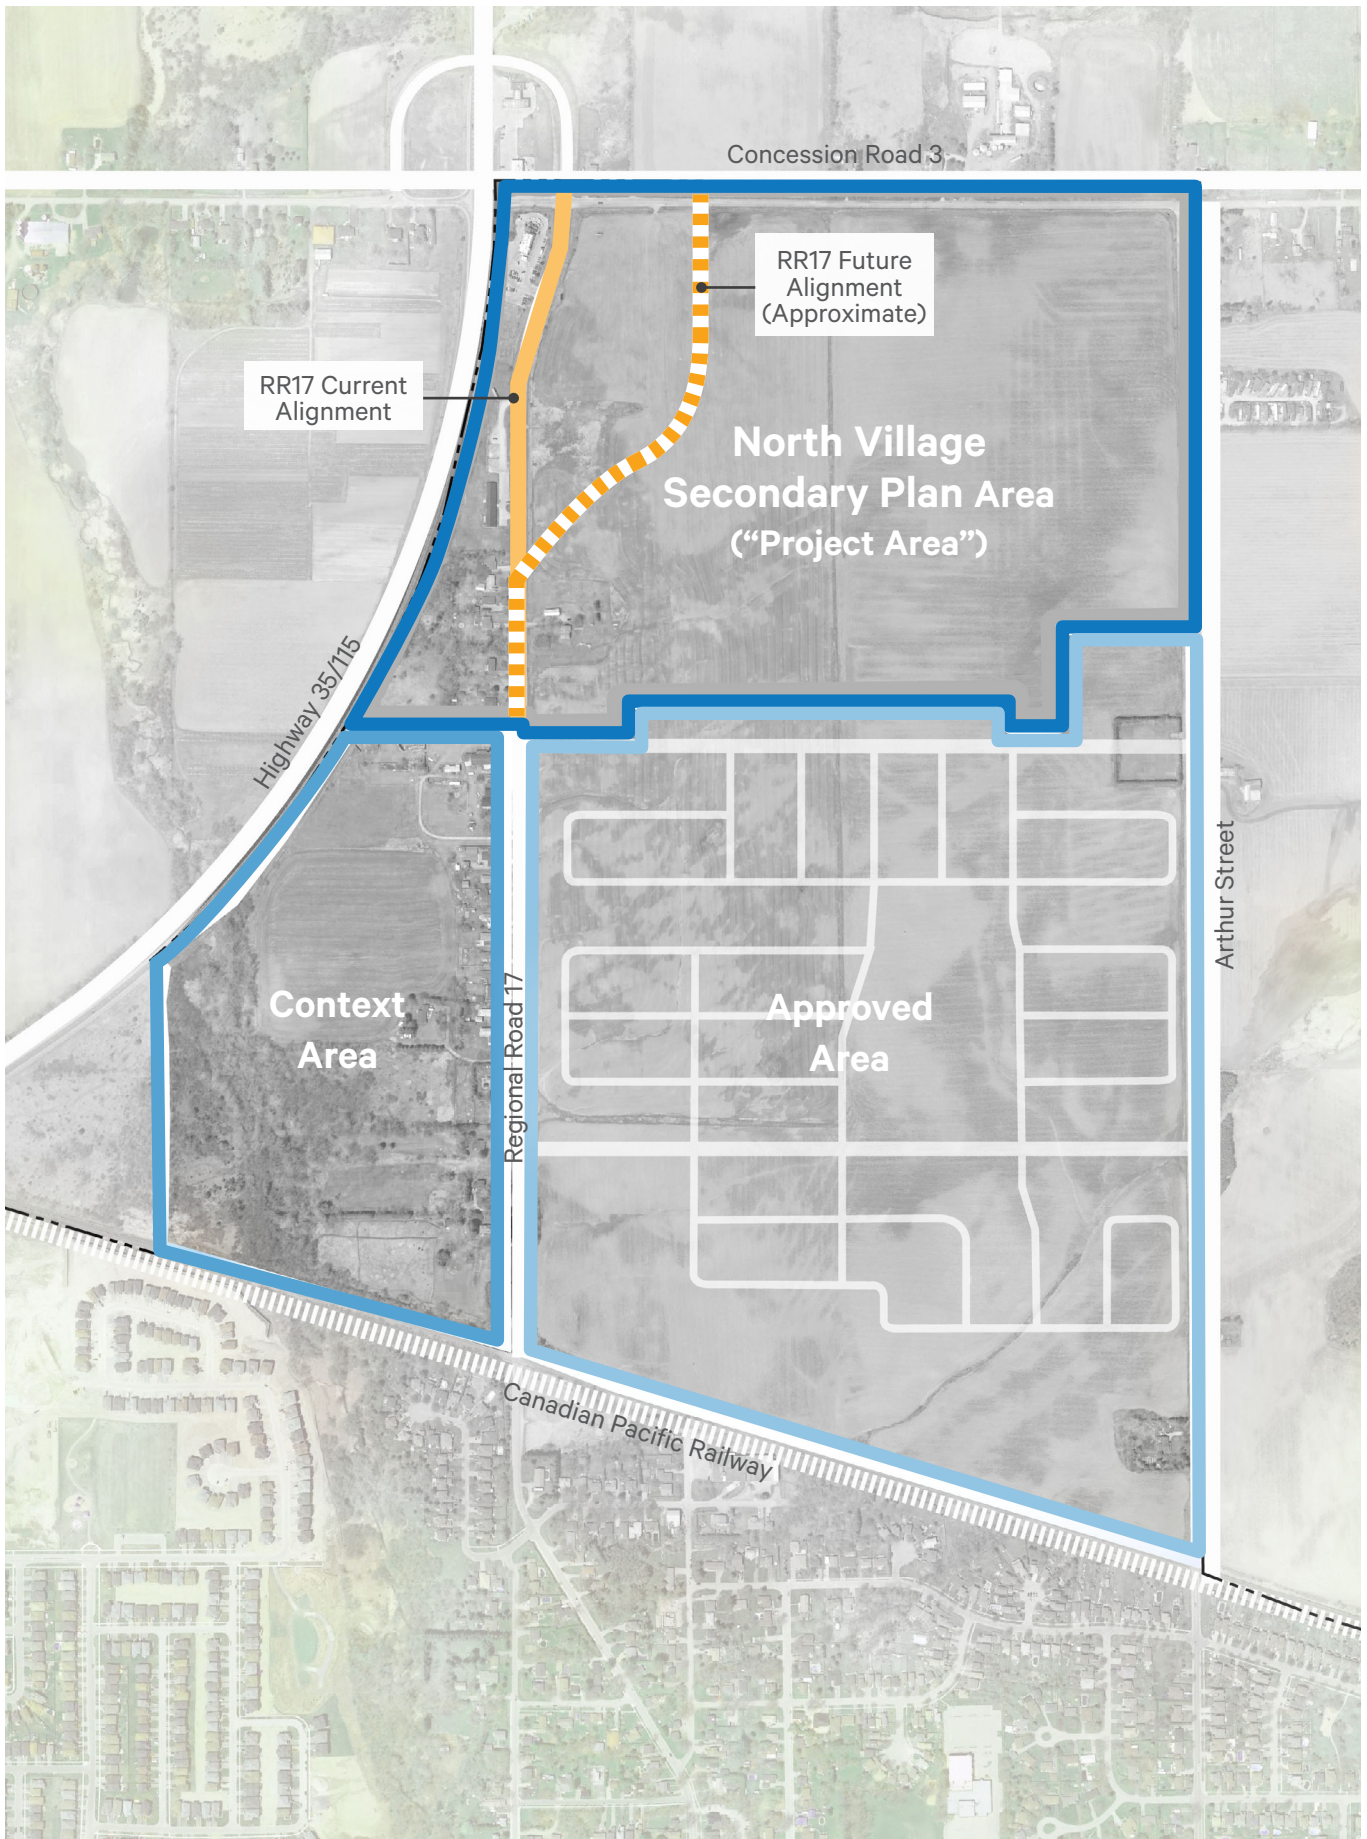 Concession Road 3
RR17 Future
Alignment
(Approximate)
RR17 Current
Alignment
North Village
Secondary Plan Area
(“Project Area”)
Highway 35/115
Arthur Street
Context
Area
Regional Road 17
Approved
Area
Canadian Pacific Railway